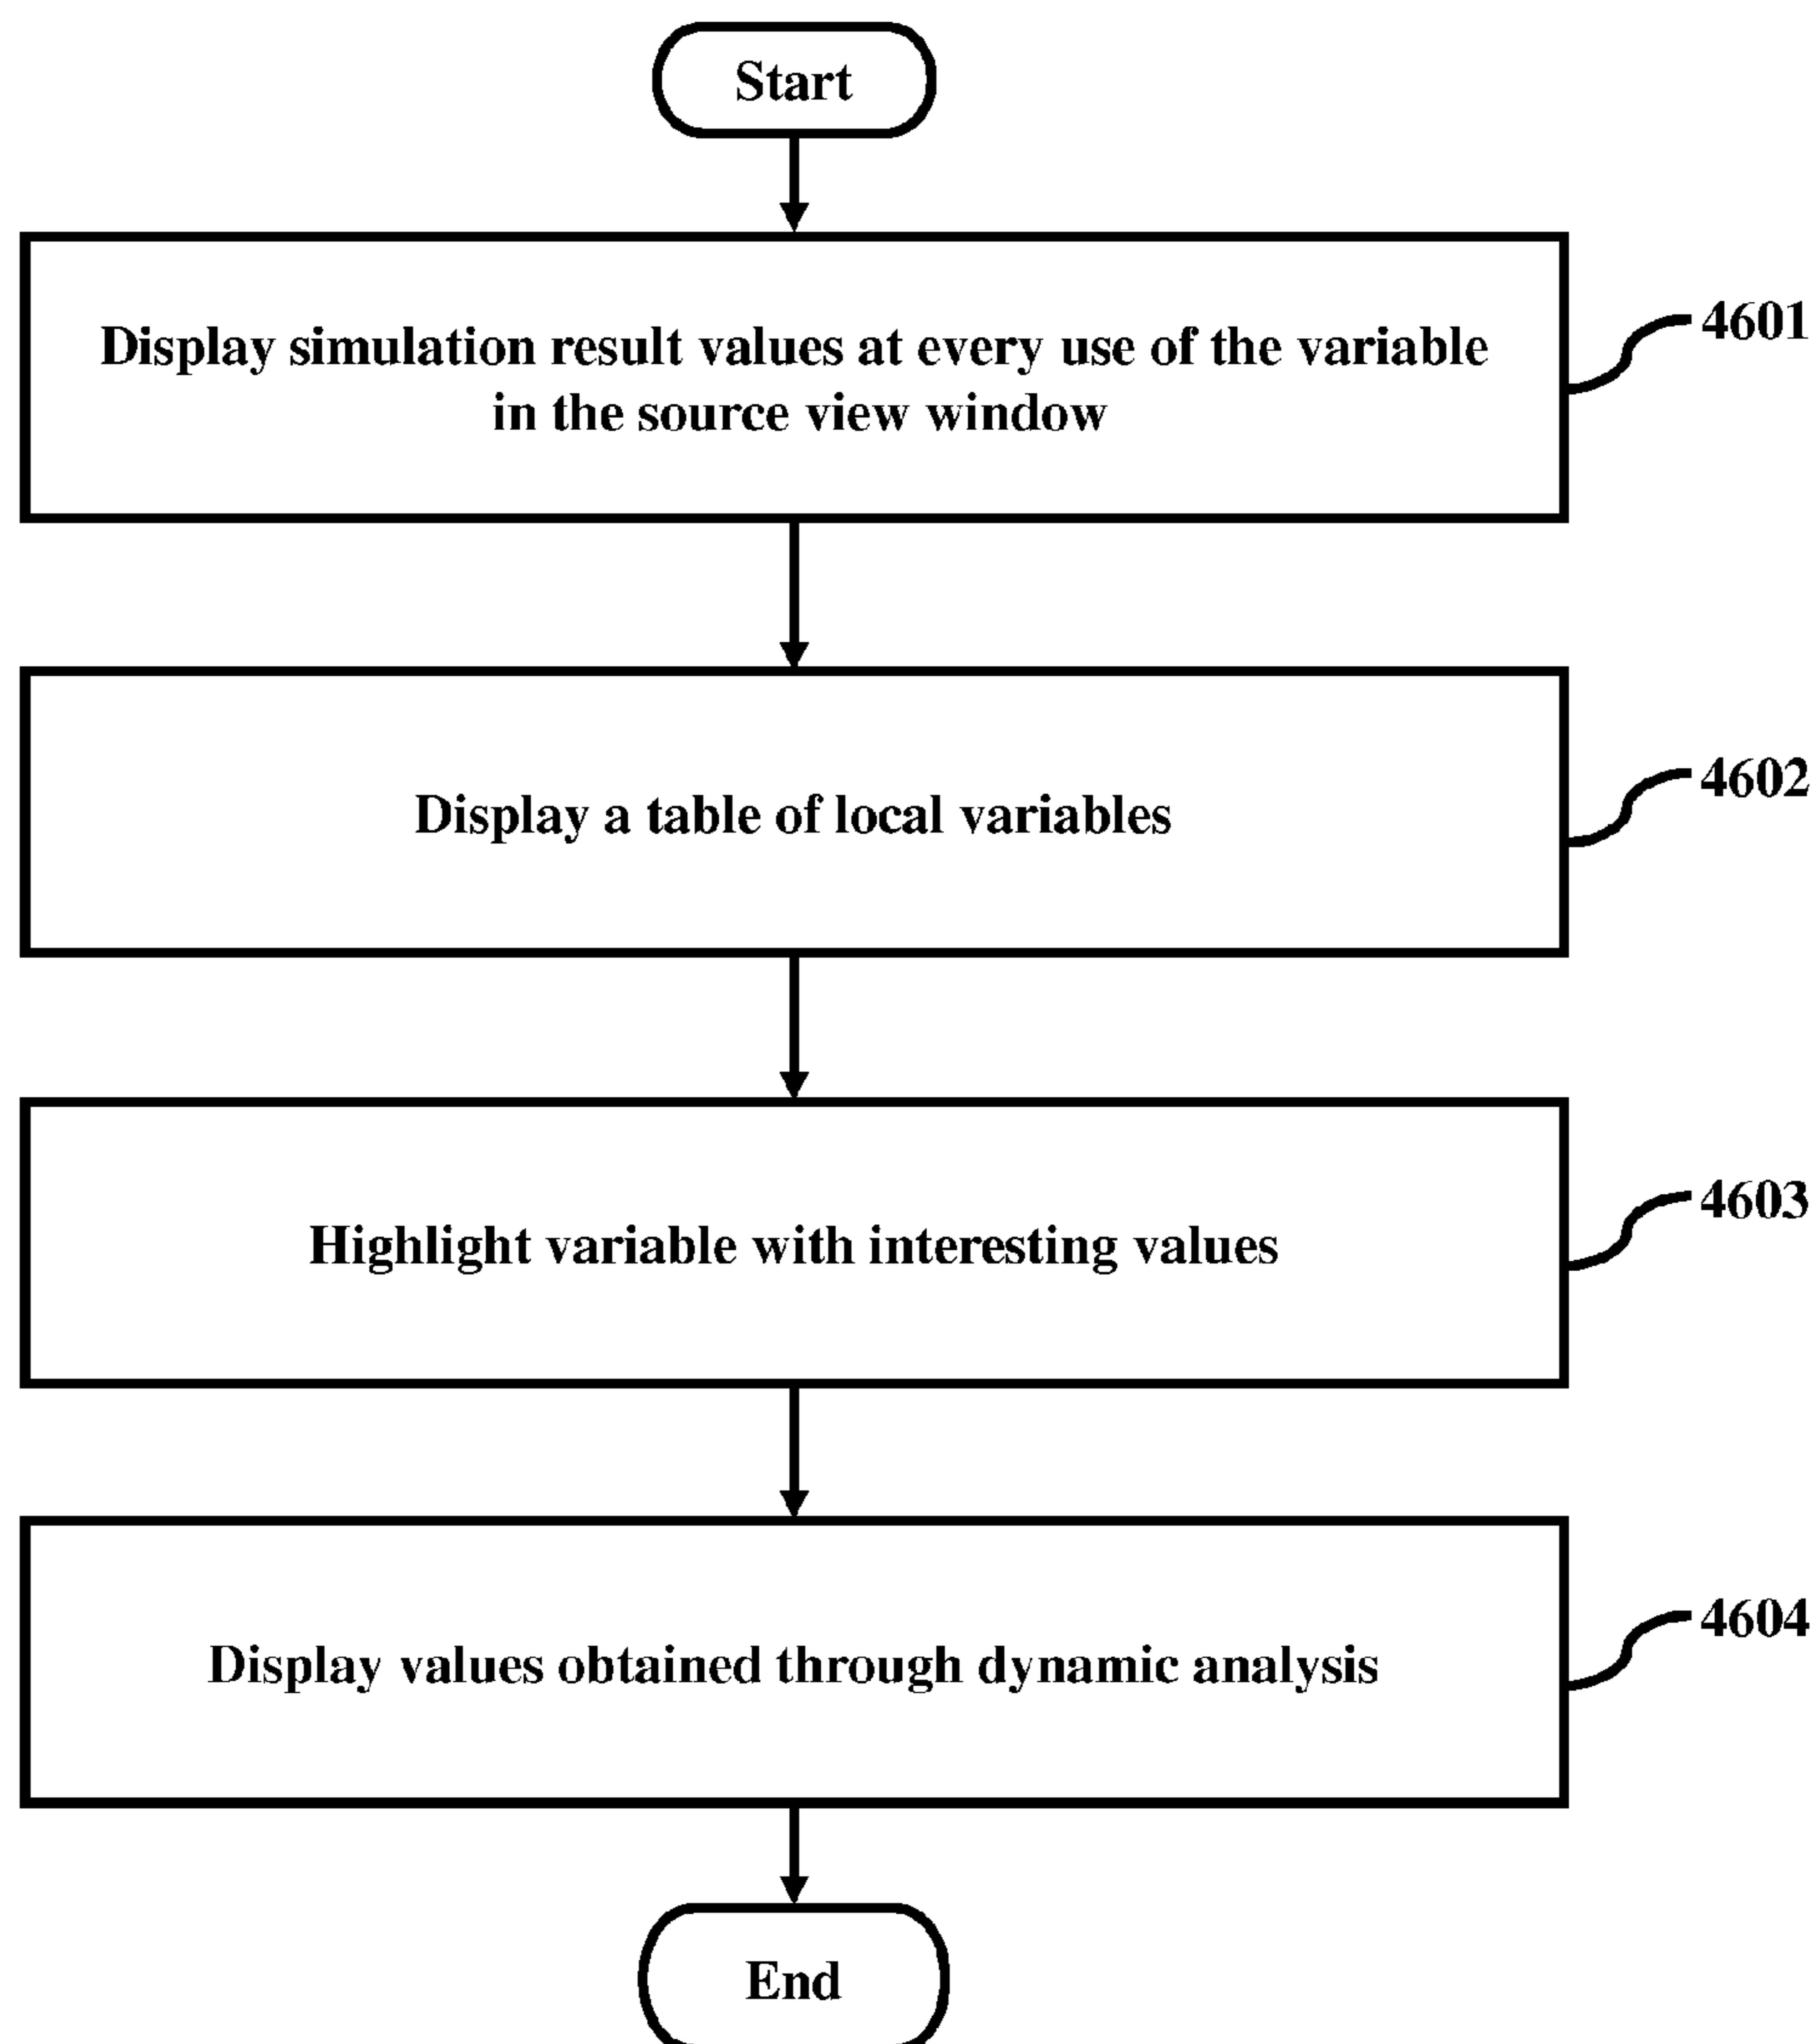 Start
Display simulation result values at every use of the variable
in the source view window
4601
Display a table of local variables
4602
Highlight variable with interesting values
4603
Display values obtained through dynamic analysis
4604
End